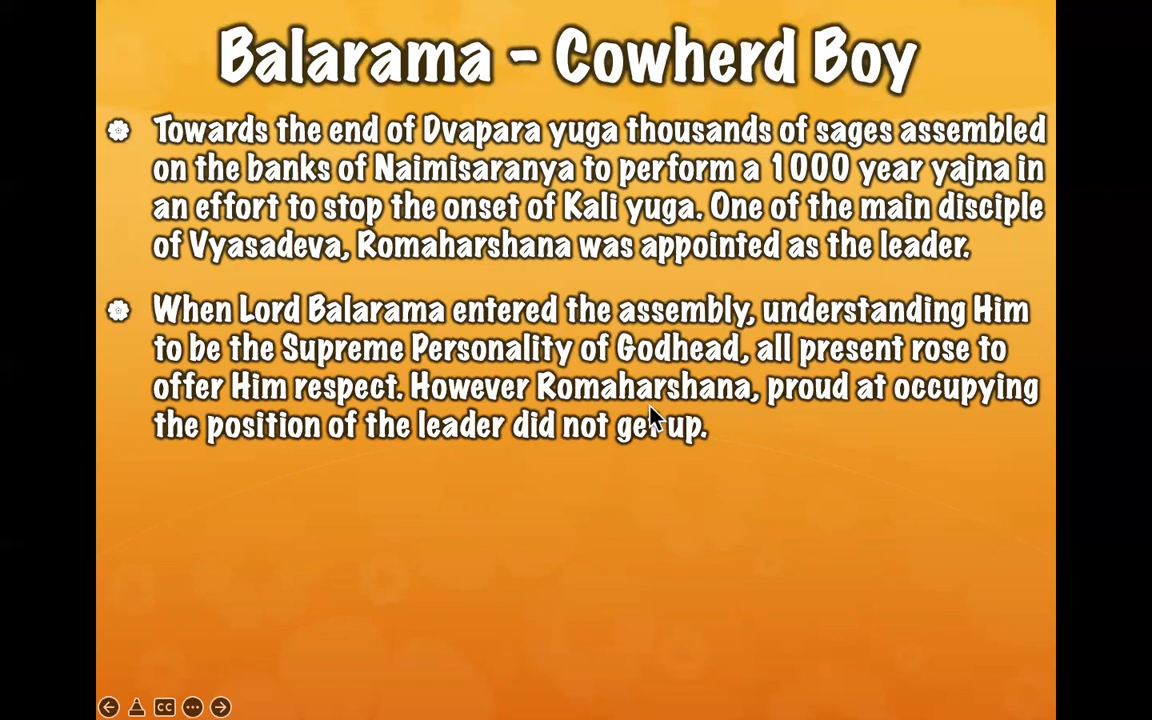 Balarama - Cowherd Boy
Towards the end of Dvapara yuga thousands of sages assembled
on the banks of Naimisaranya to perform a 1000 year yajna in
an effort to stop the onset of Kali yuga. One of the main disciple
of Vyasadeva, Romaharshana was appointed as the leader.
When Lord Balarama entered the assembly, understanding Him
to be the Supreme Personality of Godhead, all present rose to
offer Him respect. However Romaharshana, proud at occupying
the position of the leader did not get up.
CC